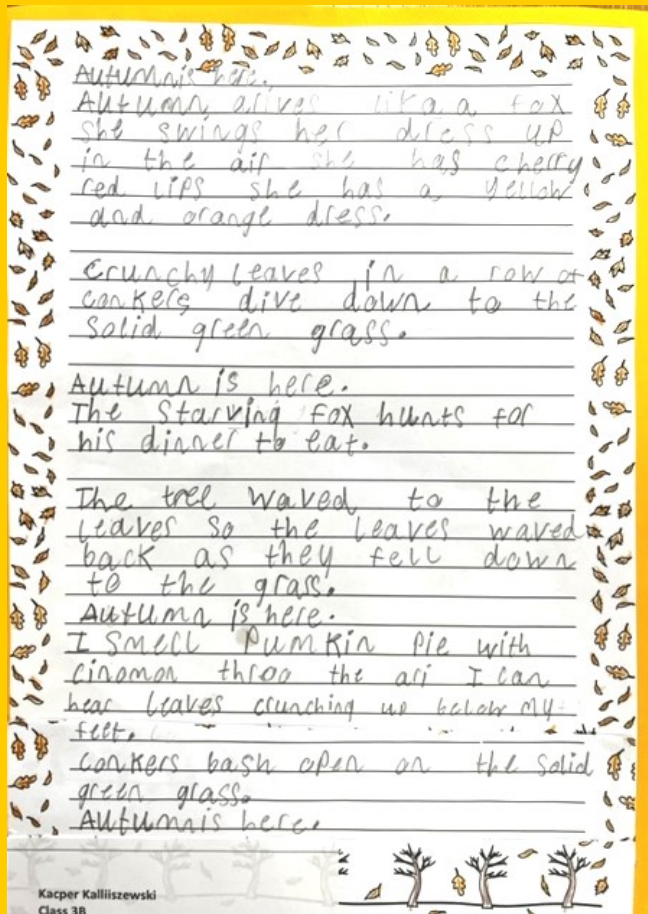 Autumn is here.
Autumn arives lika a fox
she swings her dress up
in the air she has cherry
red lips she has a yellow
and orange dress.
Crunchy leaves in a row of
conkers dive down to the
solid green grass.
Autumn is here.
The starving fox hunts for
his dinner to eat.
The tree waved to the
leaves so the leaves waved
back as they fell down
to the grass.
Autumn is here.
I smell Pumkin Pie with
cinomon throo the ari I can
hear leaves crunching up below my
feet.
conkers bash open on the solid
green grass.
Autumn is here.
Kacper Kalliiszewski
Class 3B